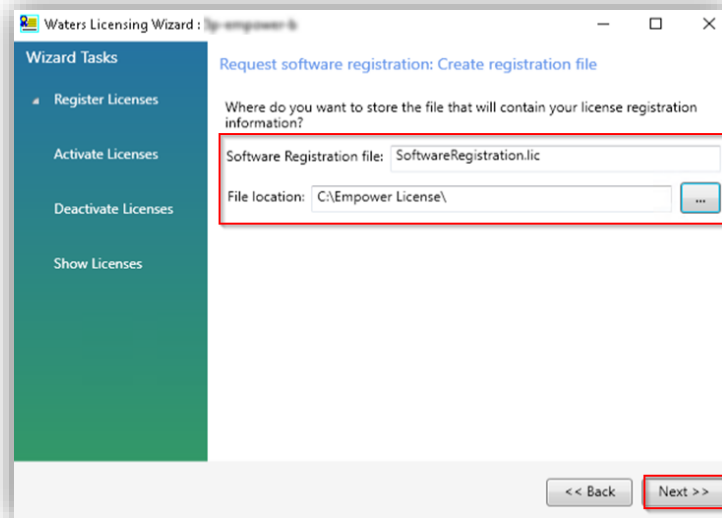 Waters Licensing Wizard :
Wizard Tasks
Register Licenses
Activate Licenses
Deactivate Licenses
Show Licenses
Request software registration: Create registration file
Where do you want to store the file that will contain your license registration
information?
Software Registration file: SoftwareRegistration.lic
File location: C:\Empower License\ ...
<< Back Next >>